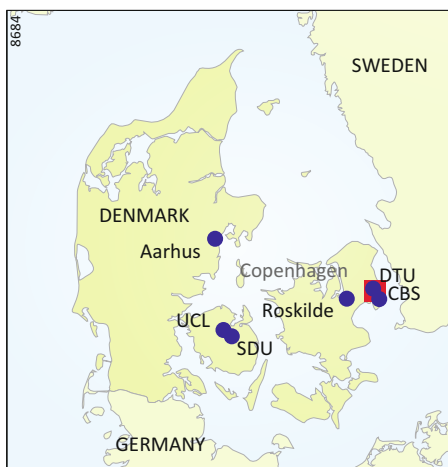 8684
SWEDEN
DENMARK
Aarhus
Copenhagen
DTU
CBS
Roskilde
UCL
SDU
GERMANY